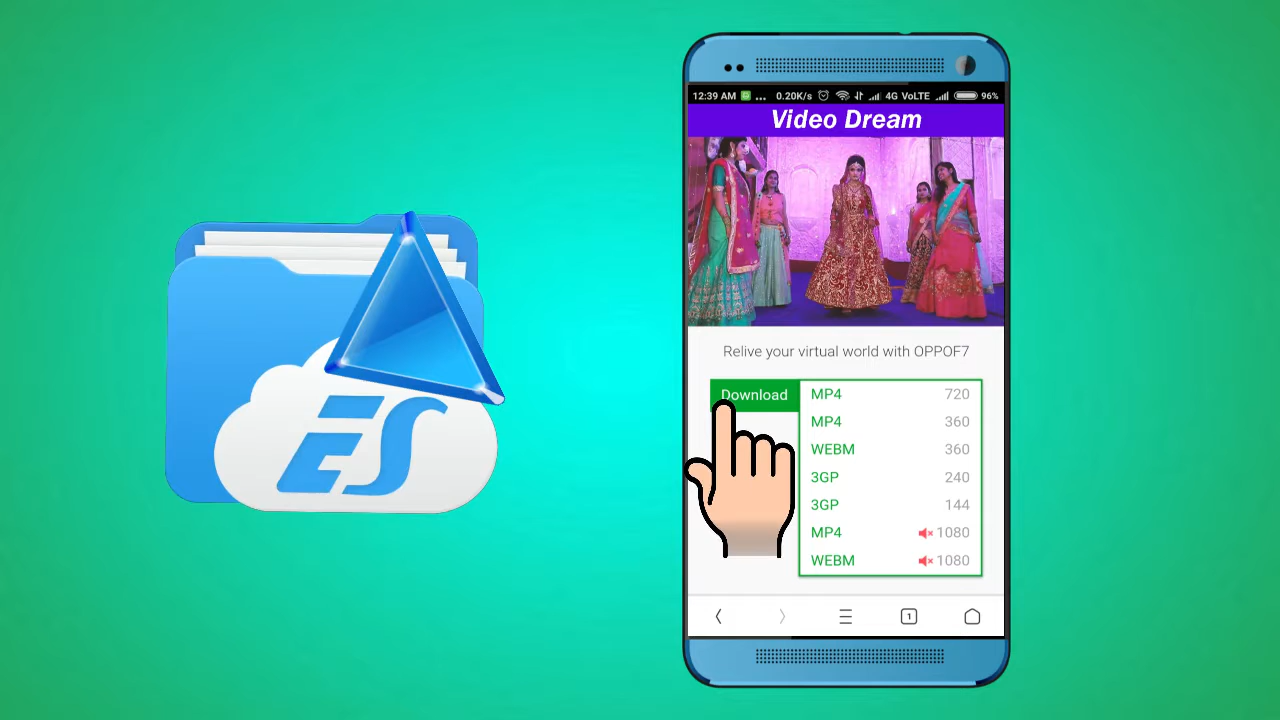 12:39 AM ... 0.20K/s 4G VoLTE 96%
Video Dream
Relive your virtual world with OPPOF7
Download
MP4 720
MP4 360
WEBM 360
3GP 240
3GP 144
MP4 1080
WEBM 1080
1
ES